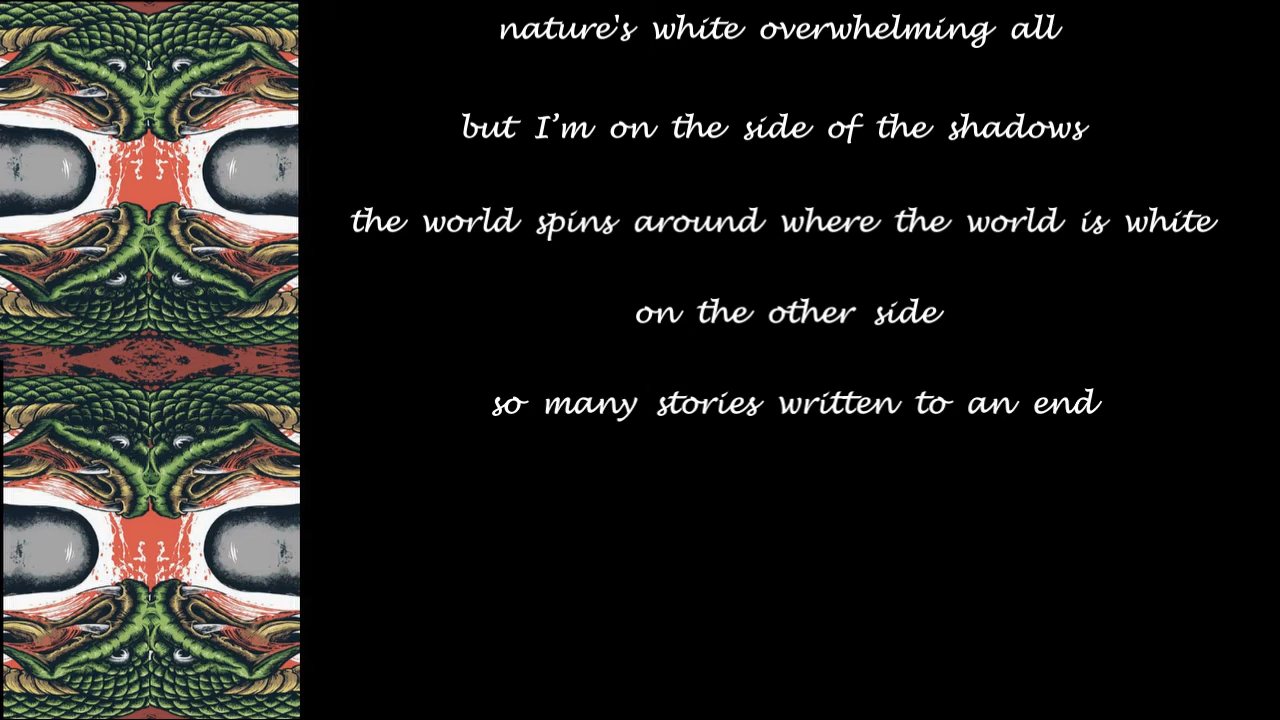 nature's white overwhelming all
but I’m on the side of the shadows
the world spins around where the world is white
on the other side
so many stories written to an end